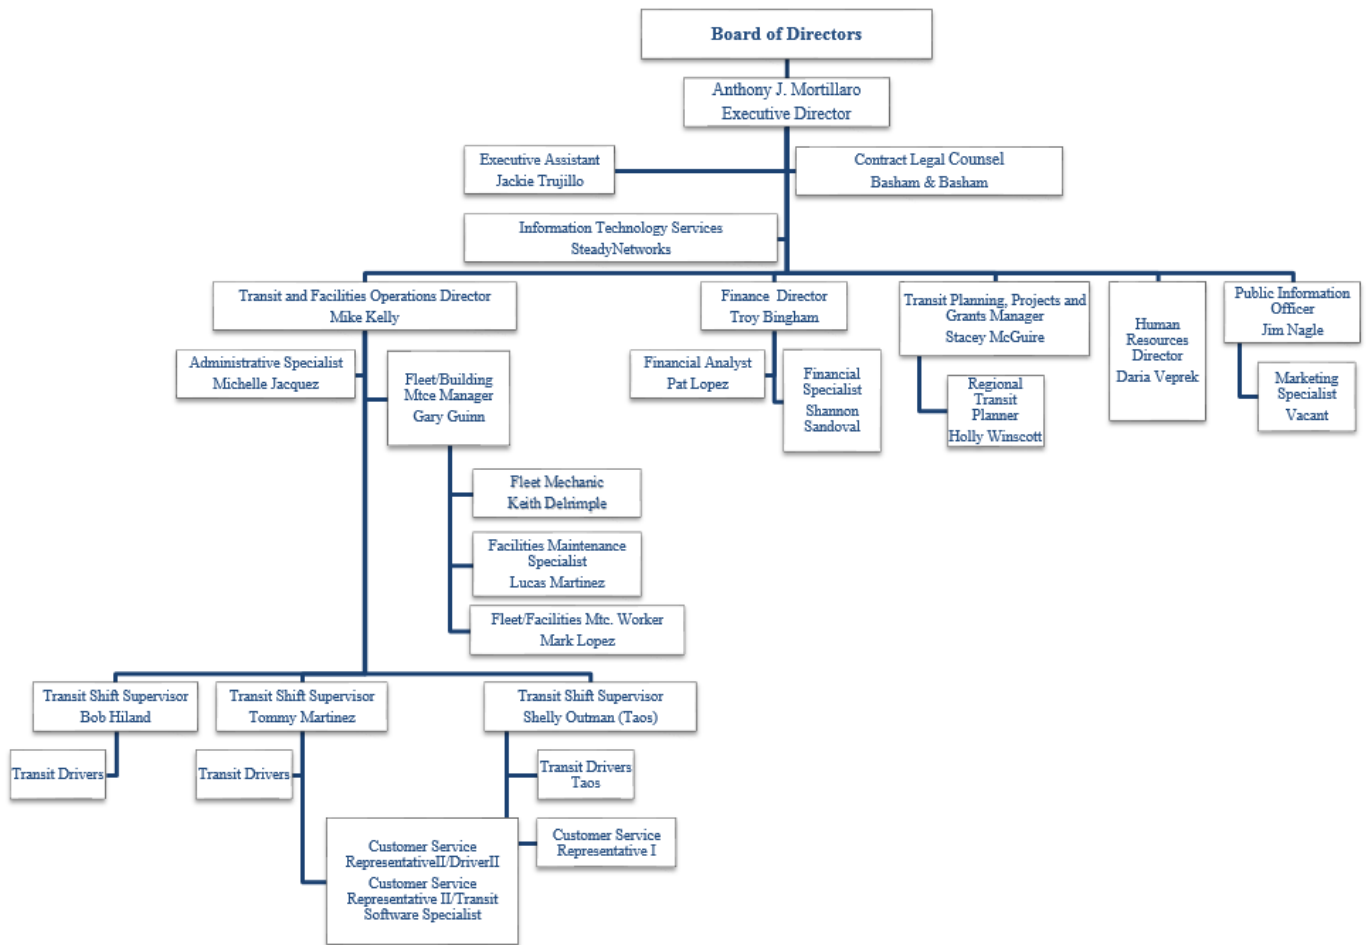 Board of Directors
Anthony J. Mortillaro
Executive Director
Executive Assistant
Jackie Trujillo
Contract Legal Counsel
Basham & Basham
Information Technology Services
SteadyNetworks
Transit and Facilities Operations Director
Mike Kelly
Finance Director
Troy Bingham
Transit Planning, Projects and
Grants Manager
Stacey McGuire
Human
Resources
Director
Daria Veprek
Public Information
Officer
Jim Nagle
Administrative Specialist
Michelle Jacquez
Fleet/Building
Mtce Manager
Gary Guinn
Financial Analyst
Pat Lopez
Financial
Specialist
Shannon
Sandoval
Regional
Transit
Planner
Holly Winscott
Marketing
Specialist
Vacant
Fleet Mechanic
Keith Delrimple
Facilities Maintenance
Specialist
Lucas Martinez
Fleet/Facilities Mtc. Worker
Mark Lopez
Transit Shift Supervisor
Bob Hiland
Transit Shift Supervisor
Tommy Martinez
Transit Shift Supervisor
Shelly Outman (Taos)
Transit Drivers
Transit Drivers
Transit Drivers
Taos
Customer Service
RepresentativeII/DriverII
Customer Service
Representative II/Transit
Software Specialist
Customer Service
Representative I